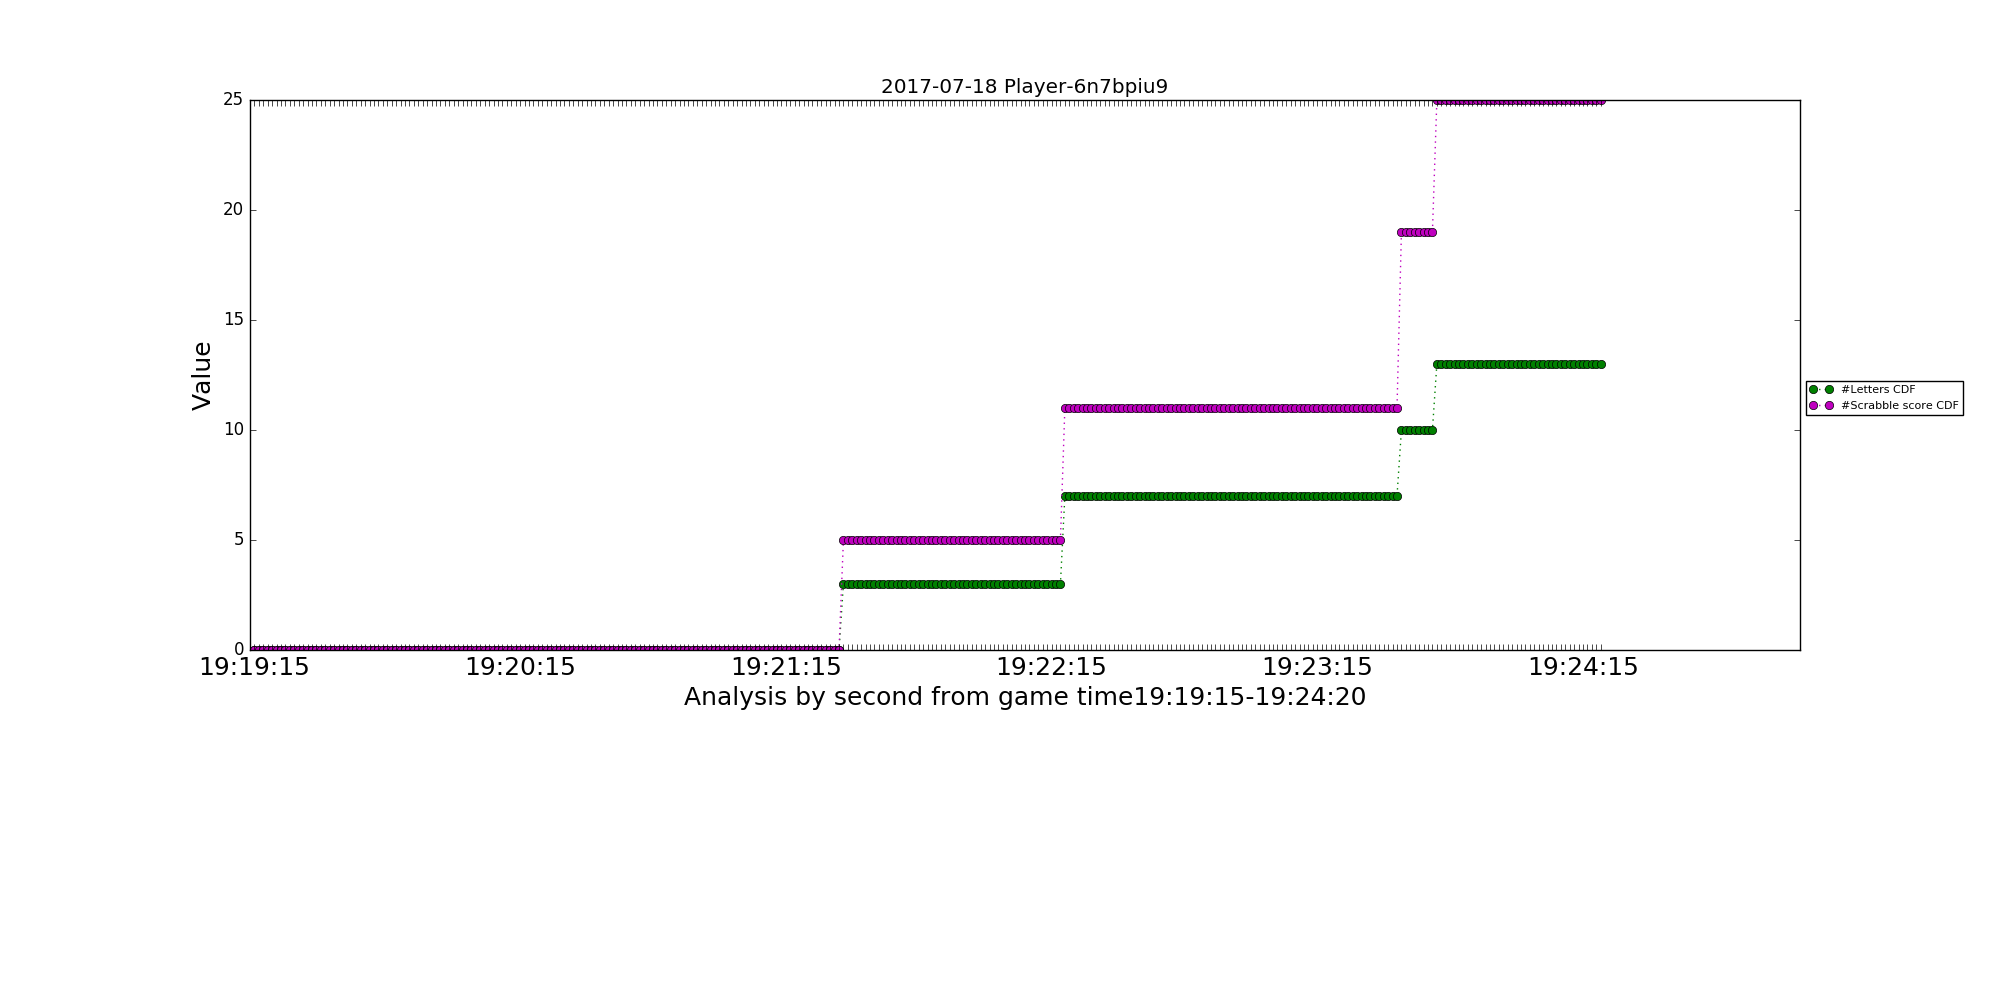 2017-07-18 Player-6n7bpiu9
25
20
15
10
5
0
Value
19:19:15 19:20:15 19:21:15 19:22:15 19:23:15 19:24:15
Analysis by second from game time19:19:15-19:24:20
#Letters CDF
#Scrabble score CDF